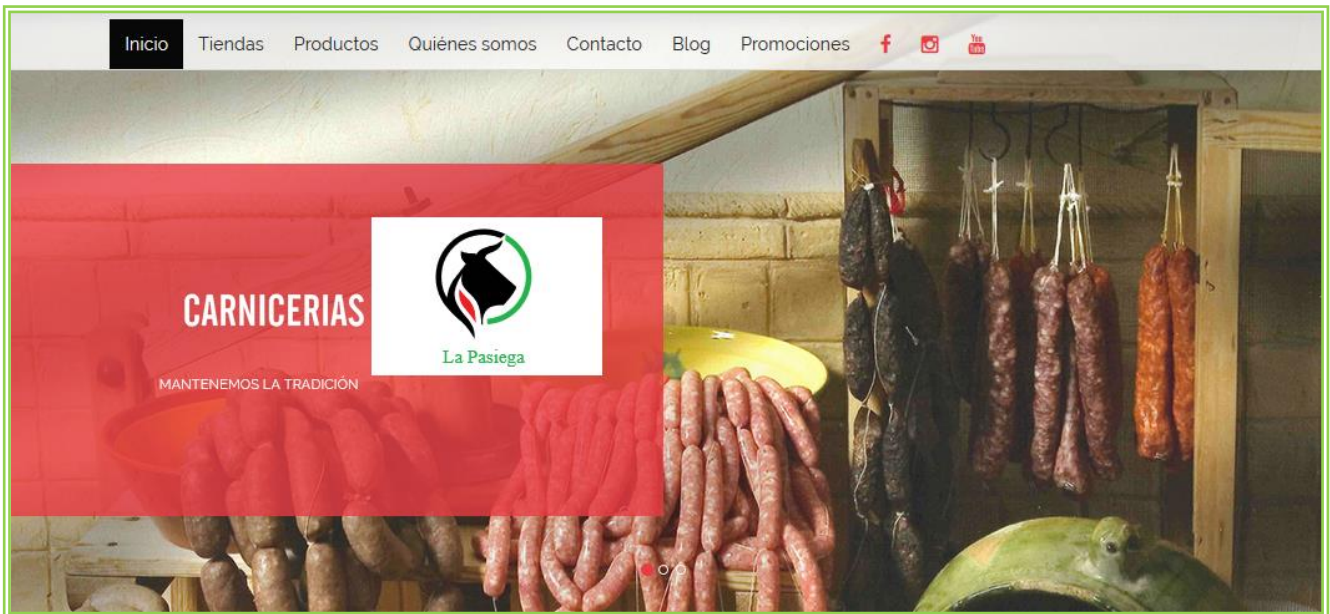 Inicio Tiendas Productos Quiénes somos Contacto Blog Promociones
You Tube
CARNICERIAS
La Pasiega
MANTENEMOS LA TRADICIÓN